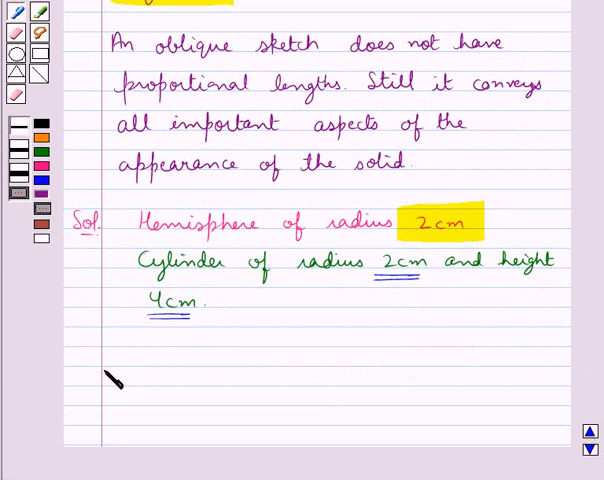 An oblique sketch does not have
proportional lengths. Still it conveys
all important aspects of the
appearance of the solid.
Sol. Hemisphere of radius 2cm
Cylinder of radius 2cm and height
4cm.